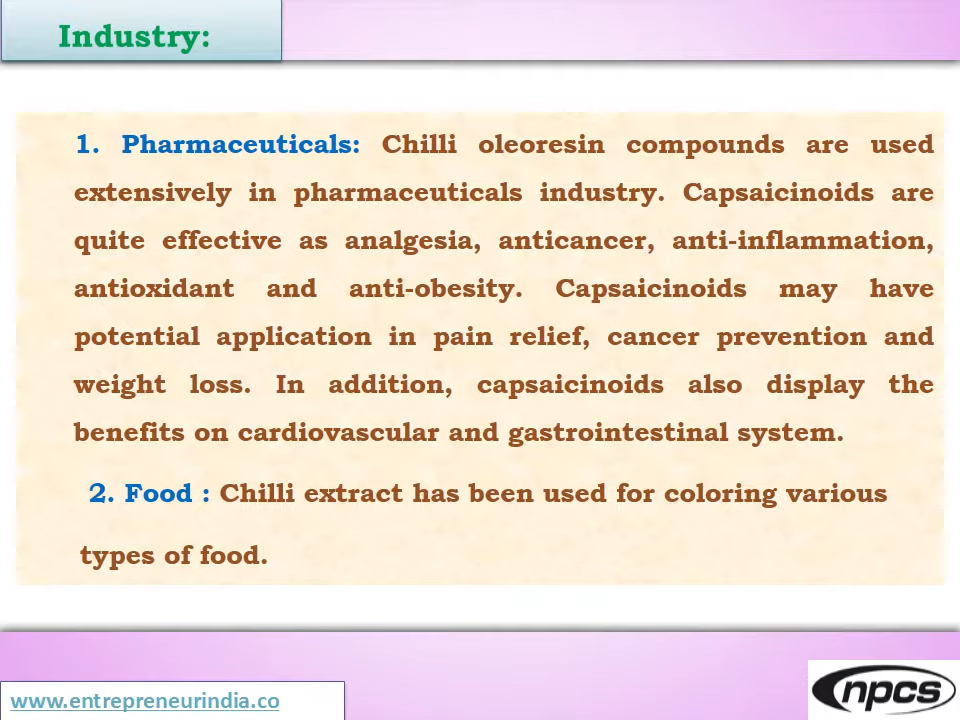 Industry:
1. Pharmaceuticals: Chilli oleoresin compounds are used
extensively in pharmaceuticals industry. Capsaicinoids are
quite effective as analgesia, anticancer, anti-inflammation,
antioxidant and anti-obesity. Capsaicinoids may have
potential application in pain relief, cancer prevention and
weight loss. In addition, capsaicinoids also display the
benefits on cardiovascular and gastrointestinal system.
2. Food : Chilli extract has been used for coloring various
types of food.
www.entrepreneurindia.co
npcs